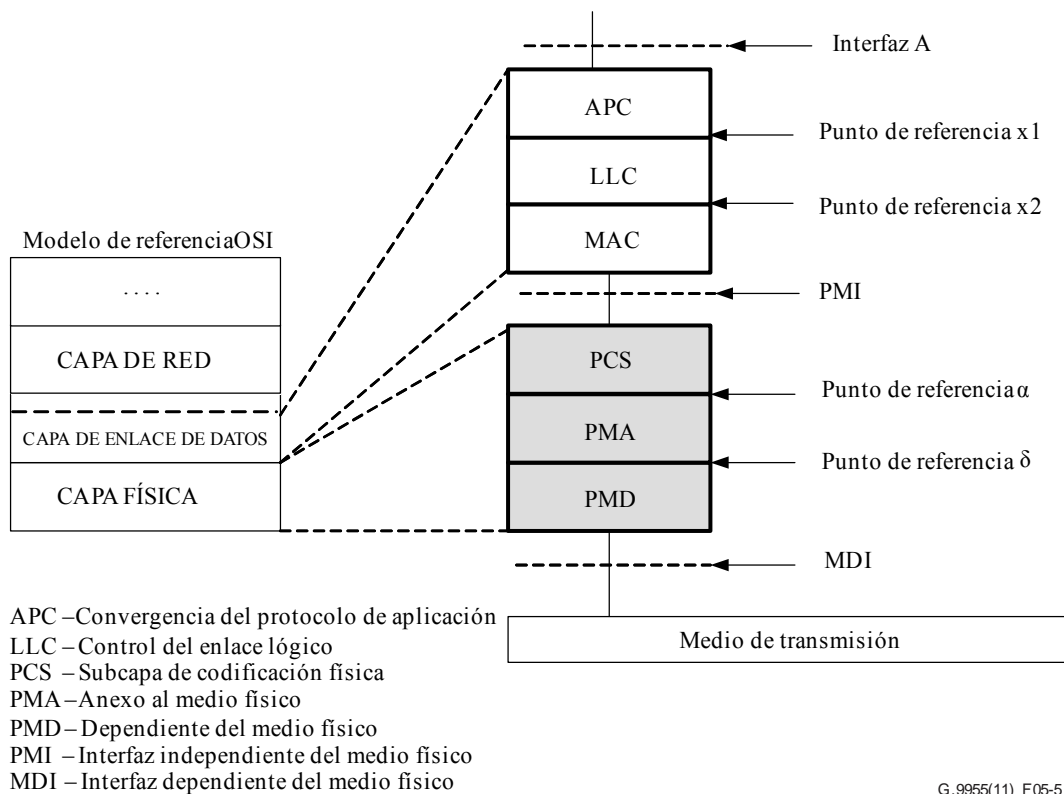 Interfaz A
APC
Punto de referencia x1
LLC
Punto de referencia x2
MAC
Modelo de referenciaOSI
. . . .
PMI
CAPA DE RED
PCS
Punto de referencia α
CAPA DE ENLACE DE DATOS
PMA
Punto de referencia δ
CAPA FÍSICA
PMD
MDI
APC – Convergencia del protocolo de aplicación
LLC – Control del enlace lógico
Medio de transmisión
PCS – Subcapa de codificación física
PMA – Anexo al medio físico
PMD – Dependiente del medio físico
PMI – Interfaz independiente del medio físico
MDI – Interfaz dependiente del medio físico
G.9955(11)_F05-5